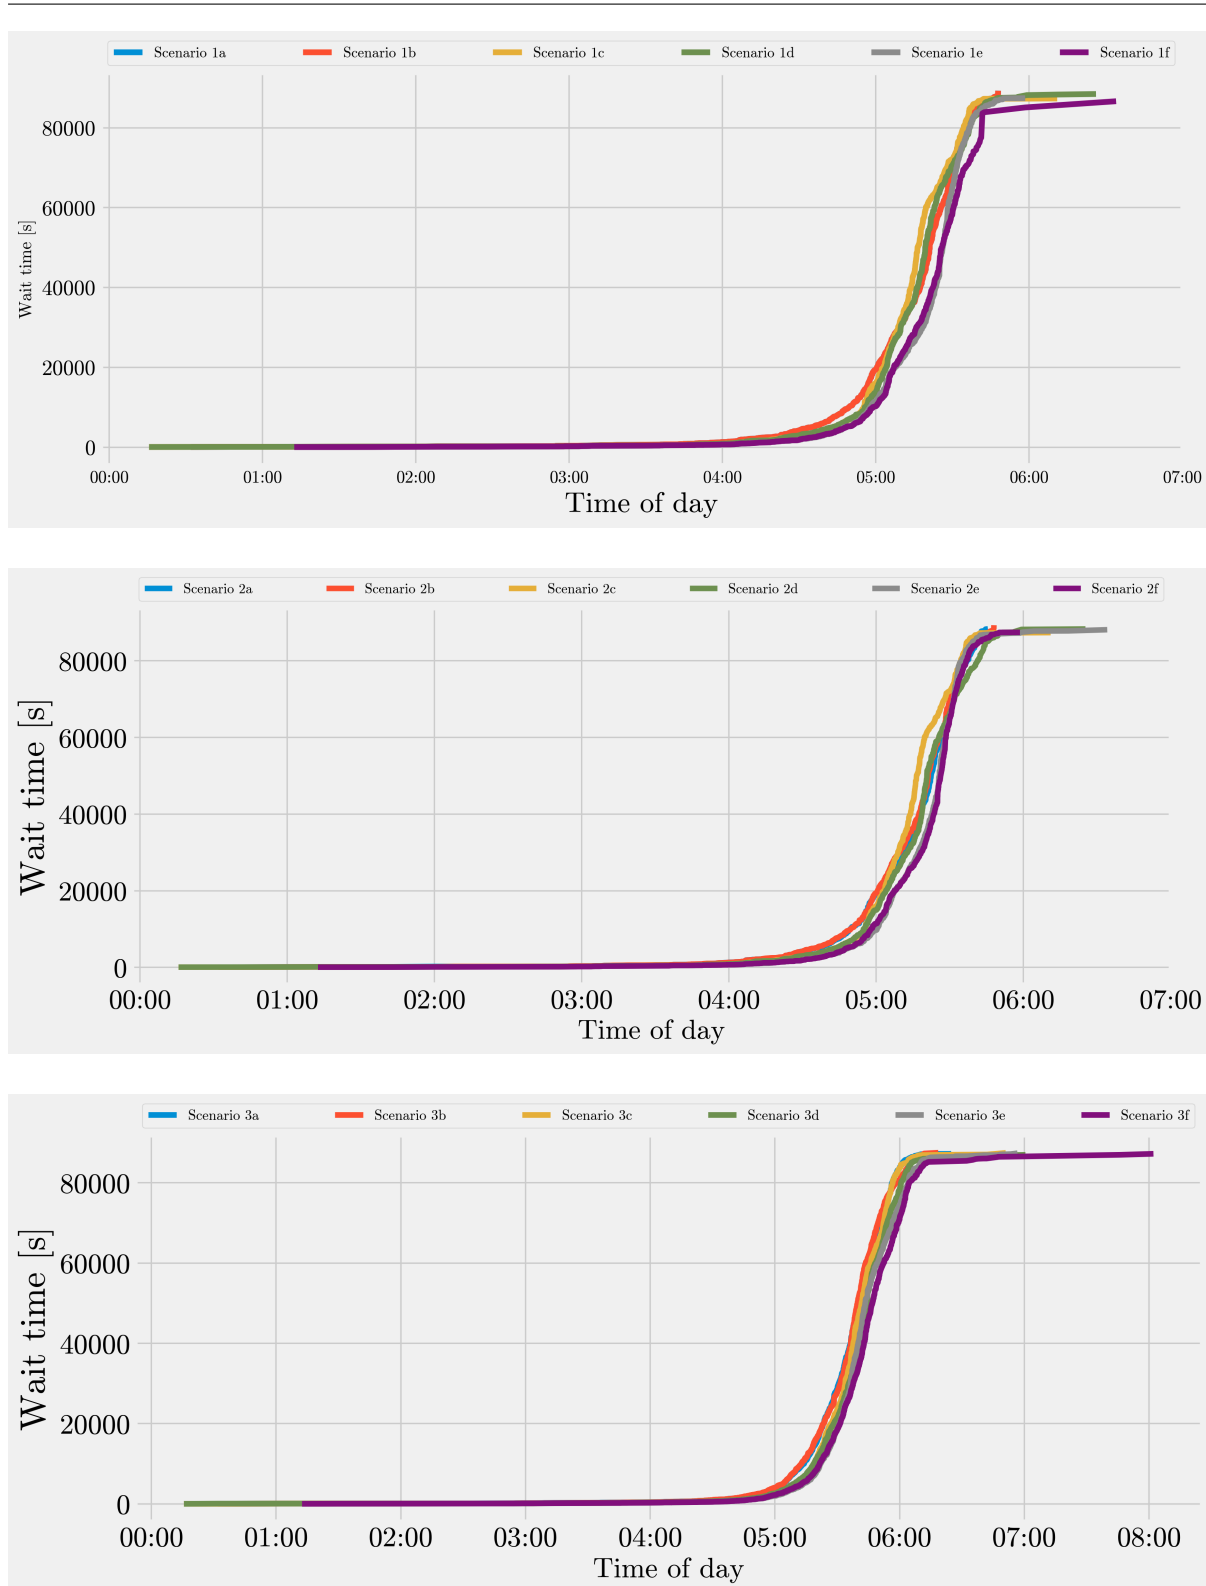 Scenario 1a Scenario 1b Scenario 1c Scenario 1d Scenario 1e Scenario 1f
Wait time [s]
80000
60000
40000
20000
0
00:00 01:00 02:00 03:00 04:00 05:00 06:00 07:00
Time of day
Scenario 2a Scenario 2b Scenario 2c Scenario 2d Scenario 2e Scenario 2f
Wait time [s]
80000
60000
40000
20000
0
00:00 01:00 02:00 03:00 04:00 05:00 06:00 07:00
Time of day
Scenario 3a Scenario 3b Scenario 3c Scenario 3d Scenario 3e Scenario 3f
Wait time [s]
80000
60000
40000
20000
0
00:00 01:00 02:00 03:00 04:00 05:00 06:00 07:00 08:00
Time of day